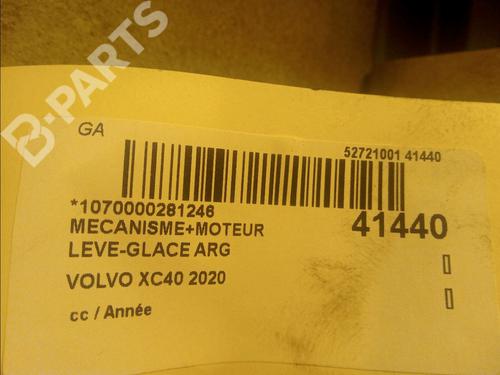 B-PARTS
GA
52721001 41440
*1070000281246
41440
MECANISME+MOTEUR
LEVE-GLACE ARG
VOLVO XC40 2020
cc / Année